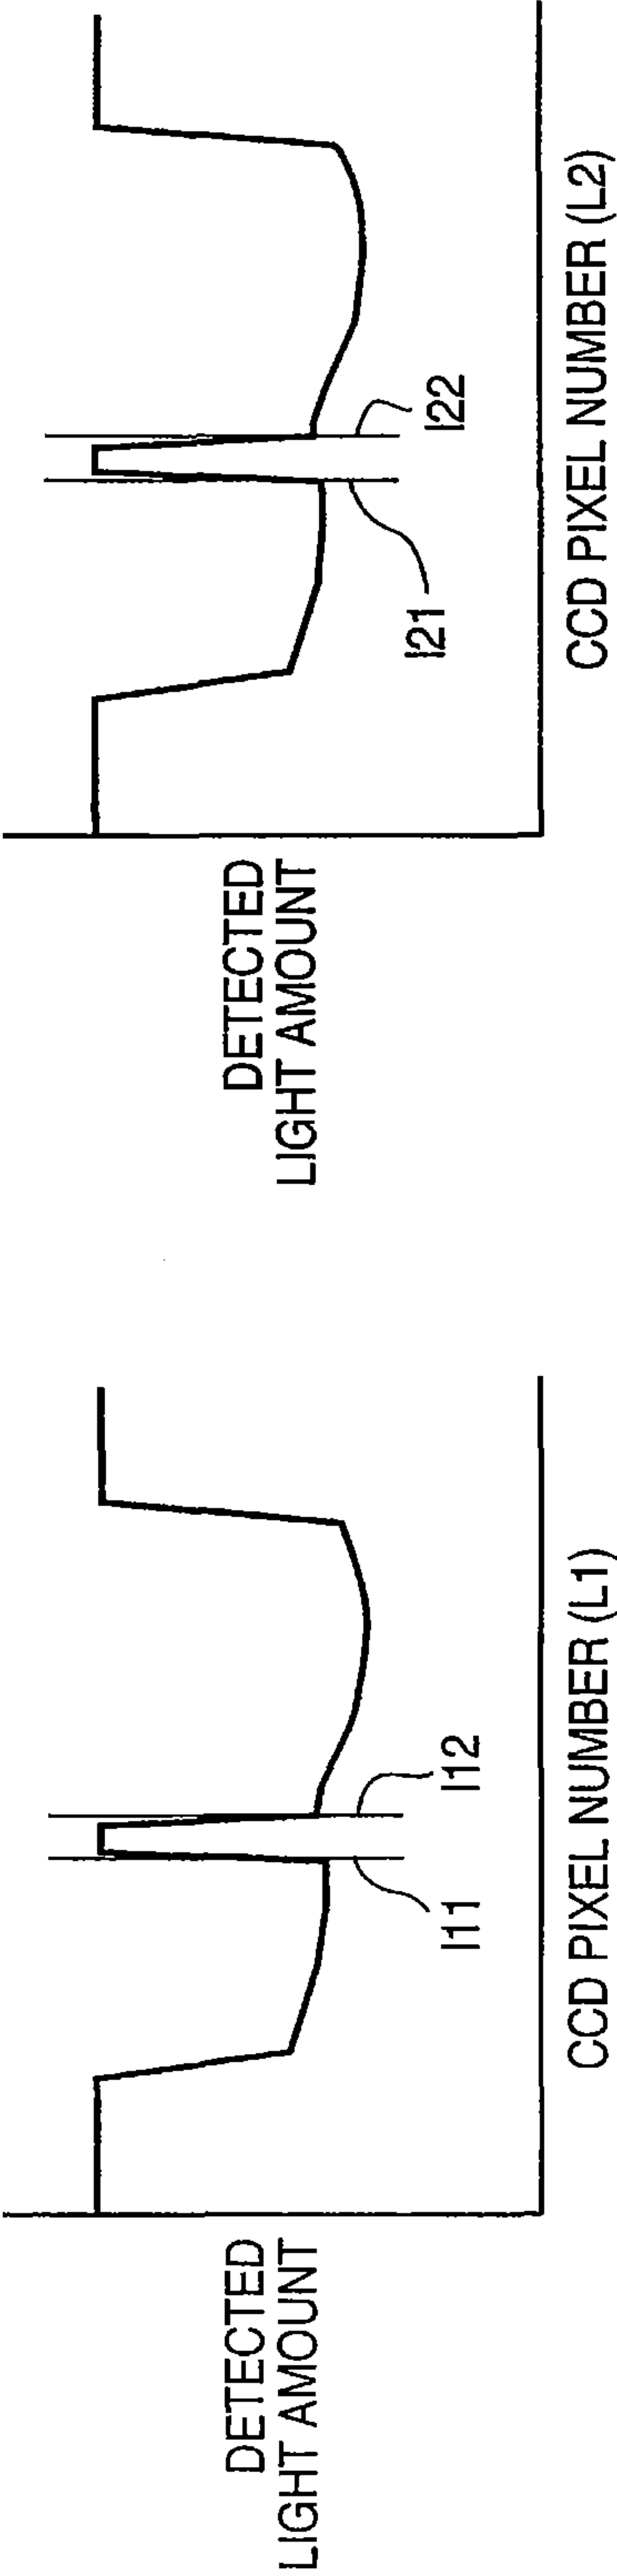 DETECTED
LIGHT AMOUNT
I11
I12
CCD PIXEL NUMBER (L1)
DETECTED
LIGHT AMOUNT
I21
I22
CCD PIXEL NUMBER (L2)